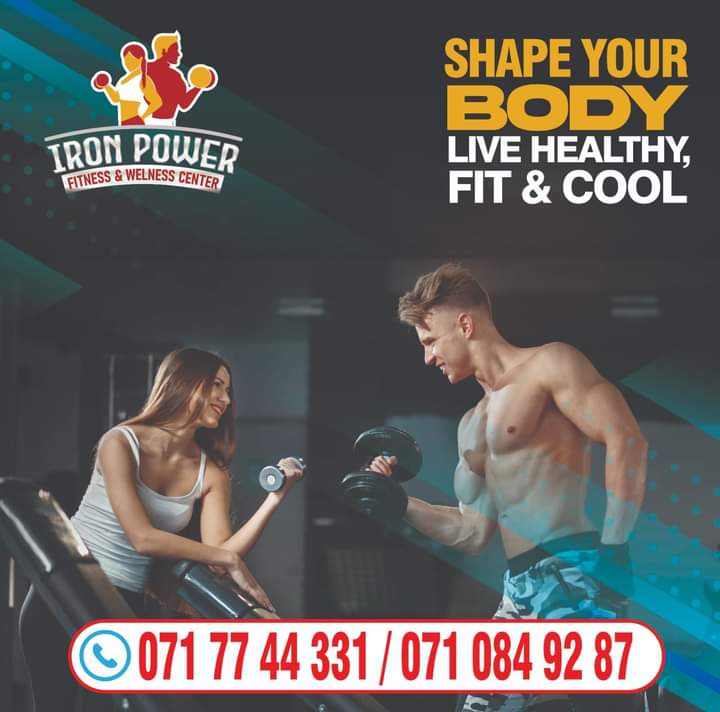 IRON POWER
FITNESS & WELNESS CENTER
SHAPE YOUR
BODY
LIVE HEALTHY,
FIT & COOL
071 77 44 331 / 071 084 92 87